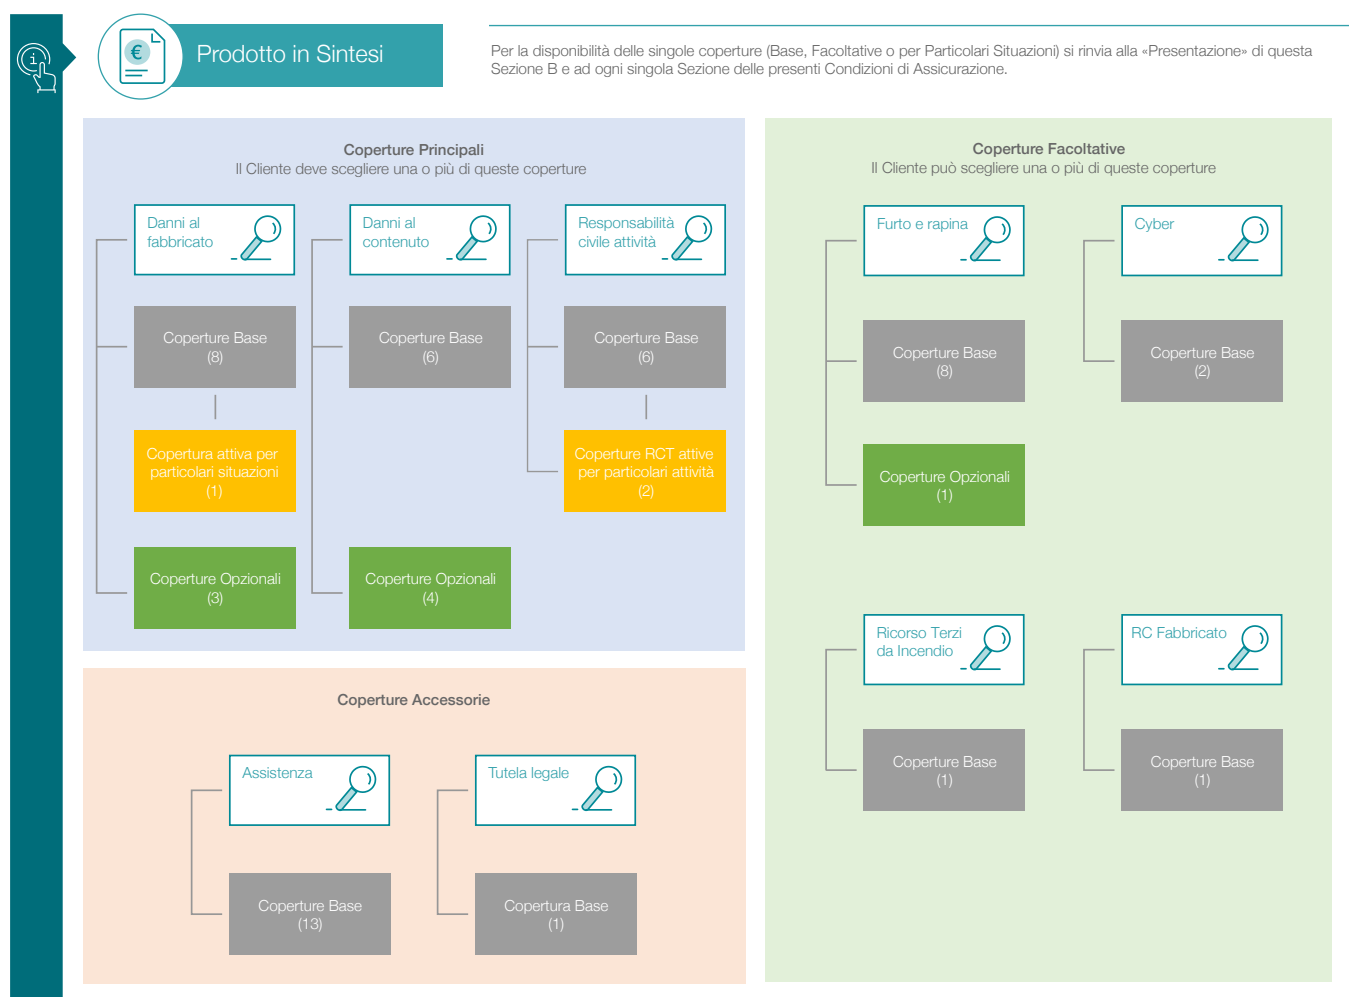 Prodotto in Sintesi
Per la disponibilità delle singole coperture (Base, Facoltative o per Particolari Situazioni) si rinvia alla «Presentazione» di questa
Sezione B e ad ogni singola Sezione delle presenti Condizioni di Assicurazione.
Coperture Principali
Il Cliente deve scegliere una o più di queste coperture
Danni al
fabbricato
Danni al
contenuto
Responsabilità
civile attività
Coperture Base
(8)
Coperture Base
(6)
Coperture Base
(6)
Copertura attiva per
particolari situazioni
(1)
Coperture RCT attive
per particolari attività
(2)
Coperture Opzionali
(3)
Coperture Opzionali
(4)
Coperture Accessorie
Assistenza
Tutela legale
Coperture Base
(13)
Copertura Base
(1)
Coperture Facoltative
Il Cliente può scegliere una o più di queste coperture
Furto e rapina
Cyber
Coperture Base
(8)
Coperture Base
(2)
Coperture Opzionali
(1)
Ricorso Terzi
da Incendio
RC Fabbricato
Coperture Base
(1)
Coperture Base
(1)